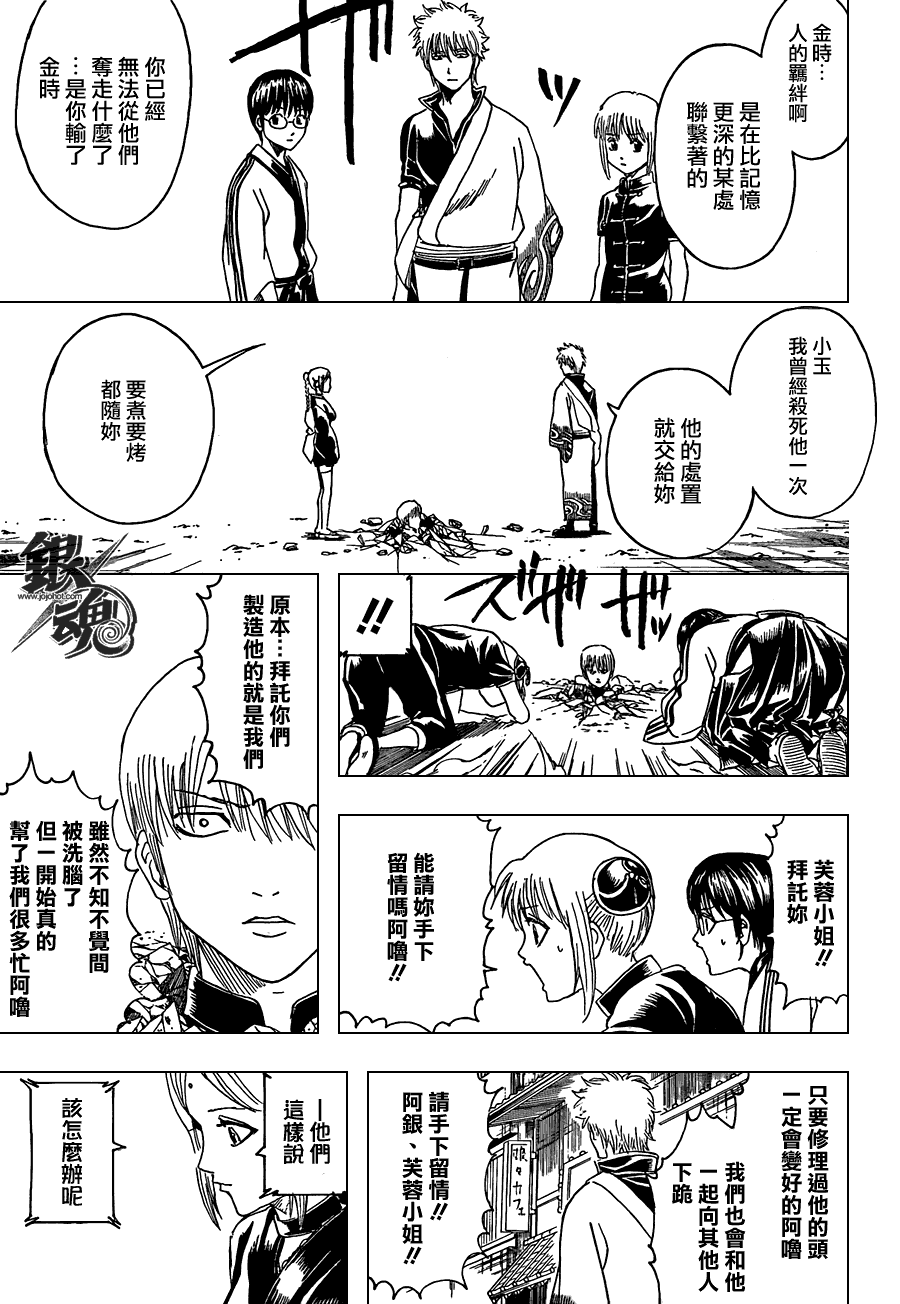 金時…
人的羈絆啊
是在比記憶
更深的某處
聯繫著的
你已經
無法從他們
奪走什麼了
…是你輸了
金時
ザッ
小玉
我曾經殺死他一次
他的處置
就交給妳
要煮要烤
都隨妳
銀魂
www.jojohot.com
ズザザッ
!!
芙蓉小姐!!
拜託妳
能請妳手下
留情嗎阿嚕!!
原本…拜託你們
製造他的就是我們
雖然不知不覺間
被洗腦了
但一開始真的
幫了我們很多忙阿嚕
只要修理過他的頭
一定會變好的阿嚕
我們也會和他
一起向其他人
下跪
請手下留情!!
阿銀、芙蓉小姐!!
カフェ
—他們
這樣說
該怎麼辦呢